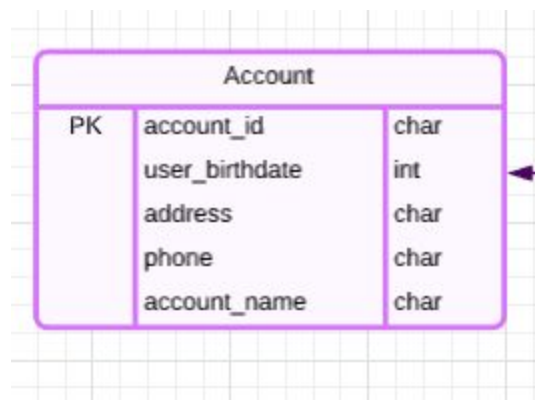 Account
PK account_id char
user_birthdate int
address char
phone char
account_name char